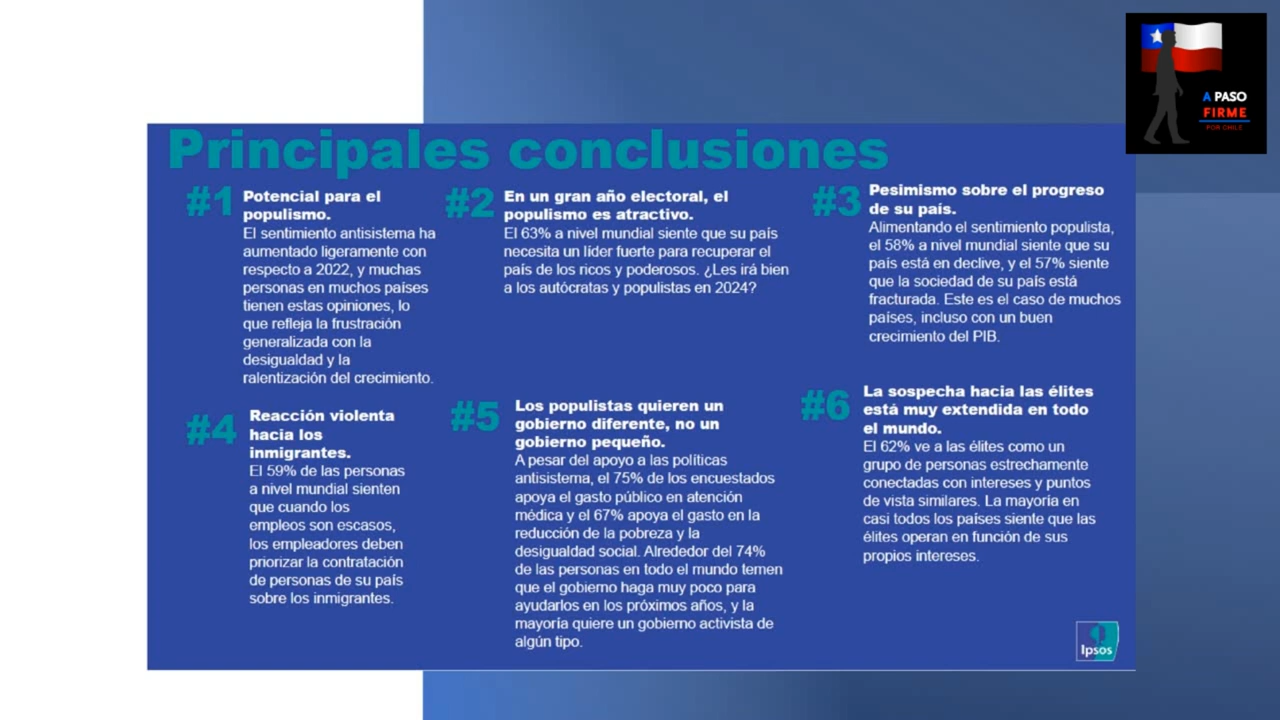 A PASO
FIRME
POR CHILE
Principales conclusiones
#1
Potencial para el
populismo.
El sentimiento antisistema ha
aumentado ligeramente con
respecto a 2022, y muchas
personas en muchos países
tienen estas opiniones, lo
que refleja la frustración
generalizada con la
desigualdad y la
ralentización del crecimiento.
#2
En un gran año electoral, el
populismo es atractivo.
El 63% a nivel mundial siente que su país
necesita un líder fuerte para recuperar el
país de los ricos y poderosos. ¿Les irá bien
a los autócratas y populistas en 2024?
#3
Pesimismo sobre el progreso
de su país.
Alimentando el sentimiento populista,
el 58% a nivel mundial siente que su
país está en declive, y el 57% siente
que la sociedad de su país está
fracturada. Este es el caso de muchos
países, incluso con un buen
crecimiento del PIB.
#4
Reacción violenta
hacia los
inmigrantes.
El 59% de las personas
a nivel mundial sienten
que cuando los
empleos son escasos,
los empleadores deben
priorizar la contratación
de personas de su país
sobre los inmigrantes.
#5
Los populistas quieren un
gobierno diferente, no un
gobierno pequeño.
A pesar del apoyo a las políticas
antisistema, el 75% de los encuestados
apoya el gasto público en atención
médica y el 67% apoya el gasto en la
reducción de la pobreza y la
desigualdad social. Alrededor del 74%
de las personas en todo el mundo temen
que el gobierno haga muy poco para
ayudarlos en los próximos años, y la
mayoría quiere un gobierno activista de
algún tipo.
#6
La sospecha hacia las élites
está muy extendida en todo
el mundo.
El 62% ve a las élites como un
grupo de personas estrechamente
conectadas con intereses y puntos
de vista similares. La mayoría en
casi todos los países siente que las
élites operan en función de sus
propios intereses.
Ipsos